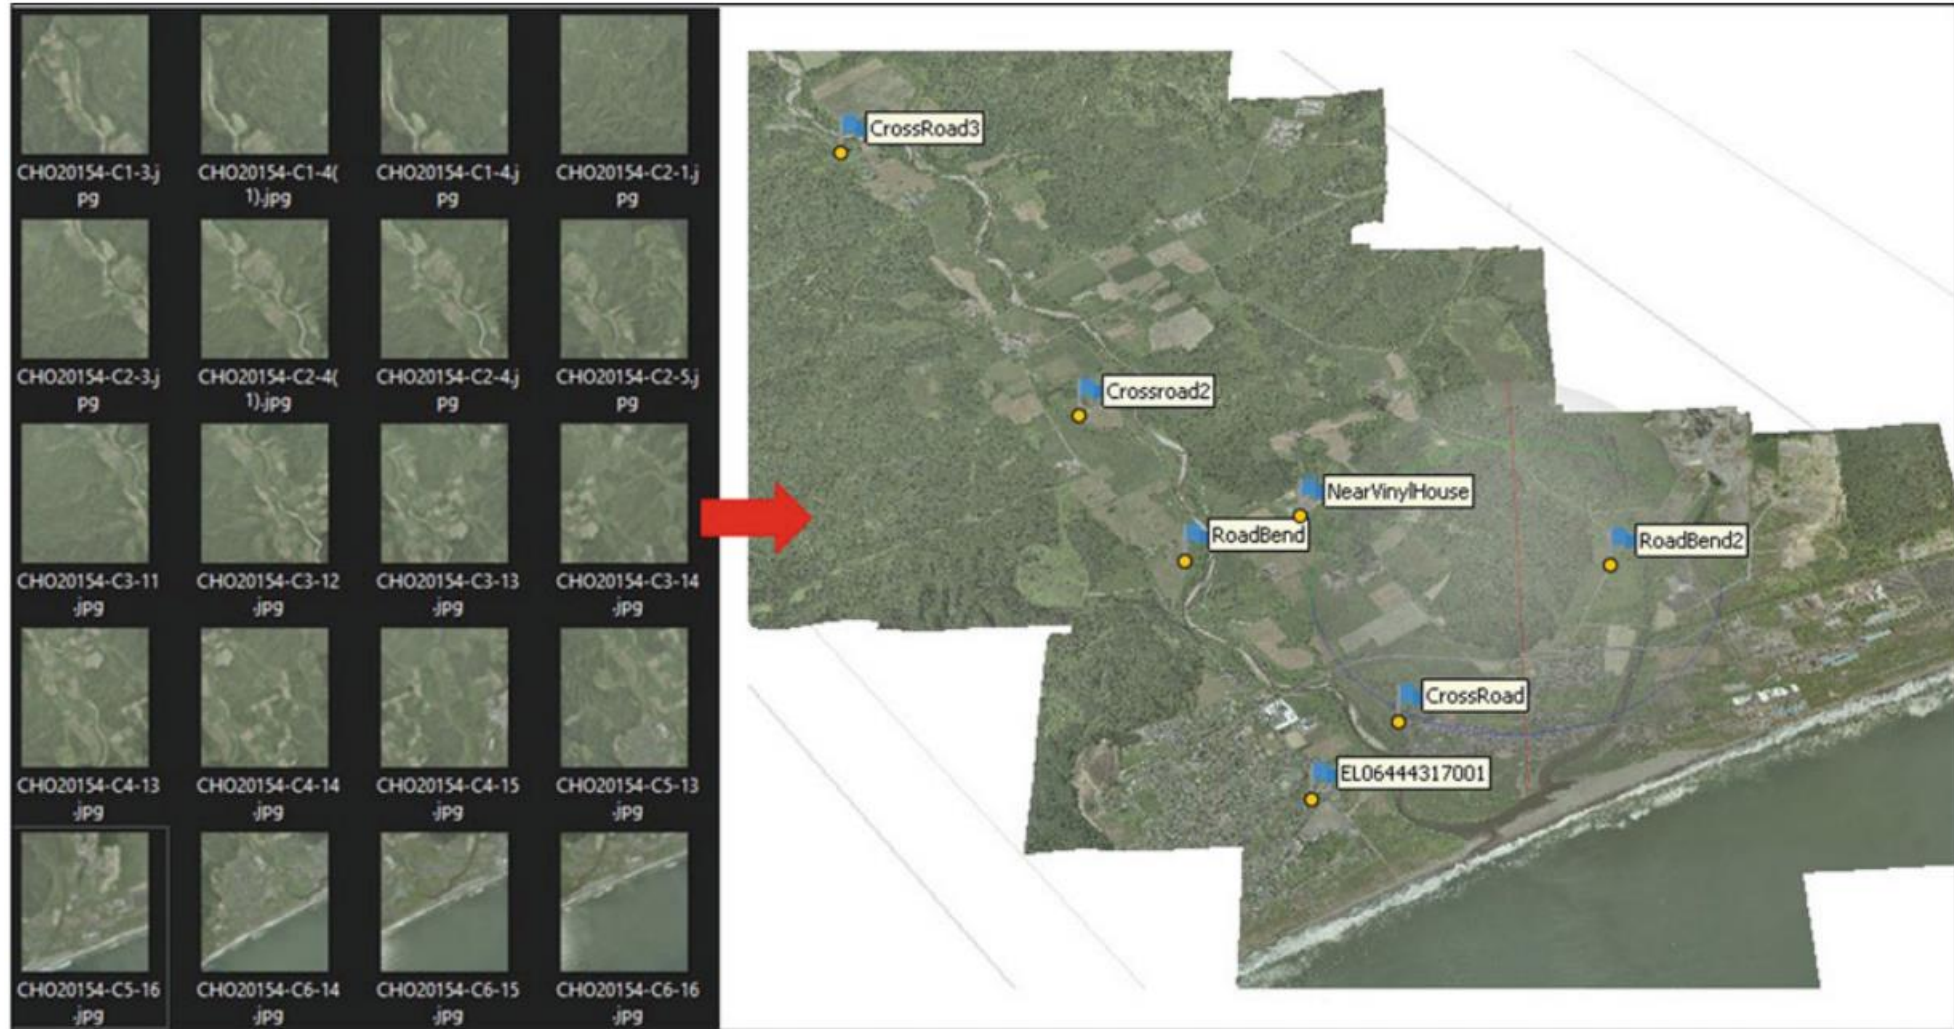 CHO20154-C1-3.j
pg
CHO20154-C1-4(
1).jpg
CHO20154-C1-4.j
pg
CHO20154-C2-1.j
pg
CHO20154-C2-3.j
pg
CHO20154-C2-4(
1).jpg
CHO20154-C2-4.j
pg
CHO20154-C2-5.j
pg
CHO20154-C3-11
.jpg
CHO20154-C3-12
.jpg
CHO20154-C3-13
.jpg
CHO20154-C3-14
.jpg
CHO20154-C4-13
.jpg
CHO20154-C4-14
.jpg
CHO20154-C4-15
.jpg
CHO20154-C5-13
.jpg
CHO20154-C5-16
.jpg
CHO20154-C6-14
.jpg
CHO20154-C6-15
.jpg
CHO20154-C6-16
.jpg
CrossRoad3
Crossroad2
NearVinylHouse
RoadBend
RoadBend2
CrossRoad
EL06444317001